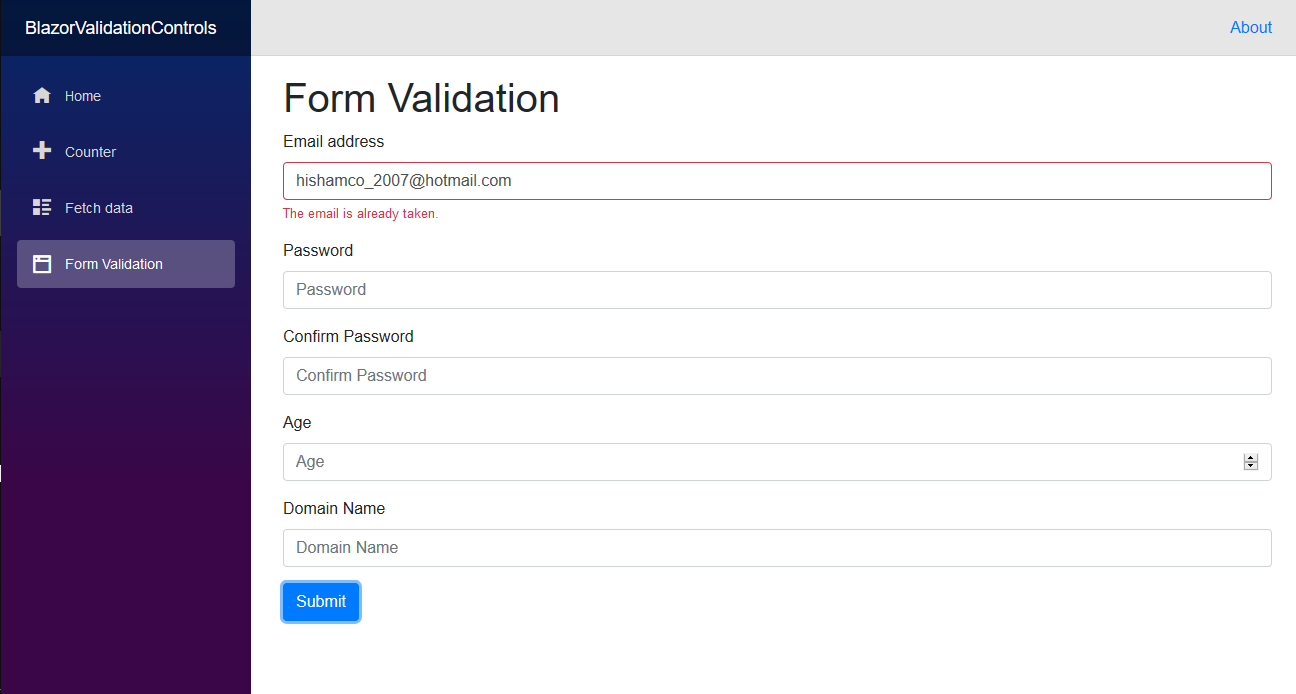 BlazorValidationControls
About
Home
Counter
Fetch data
Form Validation
Form Validation
Email address
hishamco_2007@hotmail.com
The email is already taken.
Password
Password
Confirm Password
Confirm Password
Age
Age
Domain Name
Domain Name
Submit